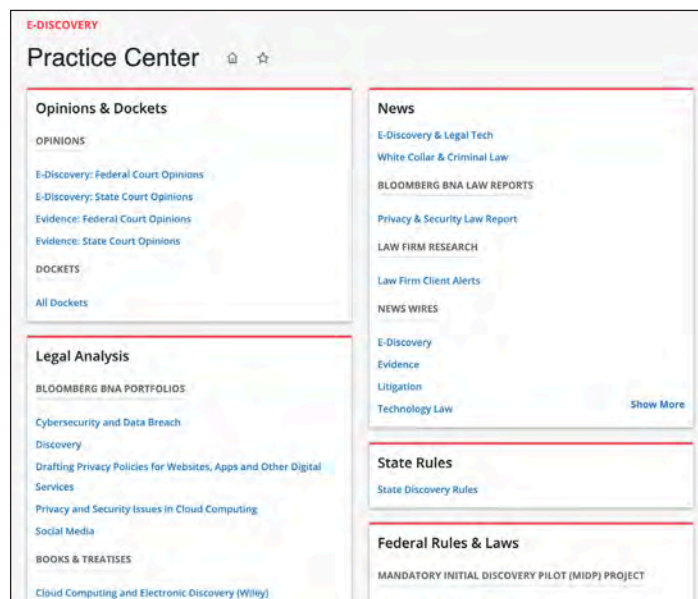 E-DISCOVERY
Practice Center
Opinions & Dockets
OPINIONS
E-Discovery: Federal Court Opinions
E-Discovery: State Court Opinions
Evidence: Federal Court Opinions
Evidence: State Court Opinions
DOCKETS
All Dockets
Legal Analysis
BLOOMBERG BNA PORTFOLIOS
Cybersecurity and Data Breach
Discovery
Drafting Privacy Policies for Websites, Apps and Other Digital
Services
Privacy and Security Issues in Cloud Computing
Social Media
BOOKS & TREATISES
Cloud Computing and Electronic Discovery (Wiley)
News
E-Discovery & Legal Tech
White Collar & Criminal Law
BLOOMBERG BNA LAW REPORTS
Privacy & Security Law Report
LAW FIRM RESEARCH
Law Firm Client Alerts
NEWS WIRES
E-Discovery
Evidence
Litigation
Technology Law
Show More
State Rules
State Discovery Rules
Federal Rules & Laws
MANDATORY INITIAL DISCOVERY PILOT (MIDP) PROJECT